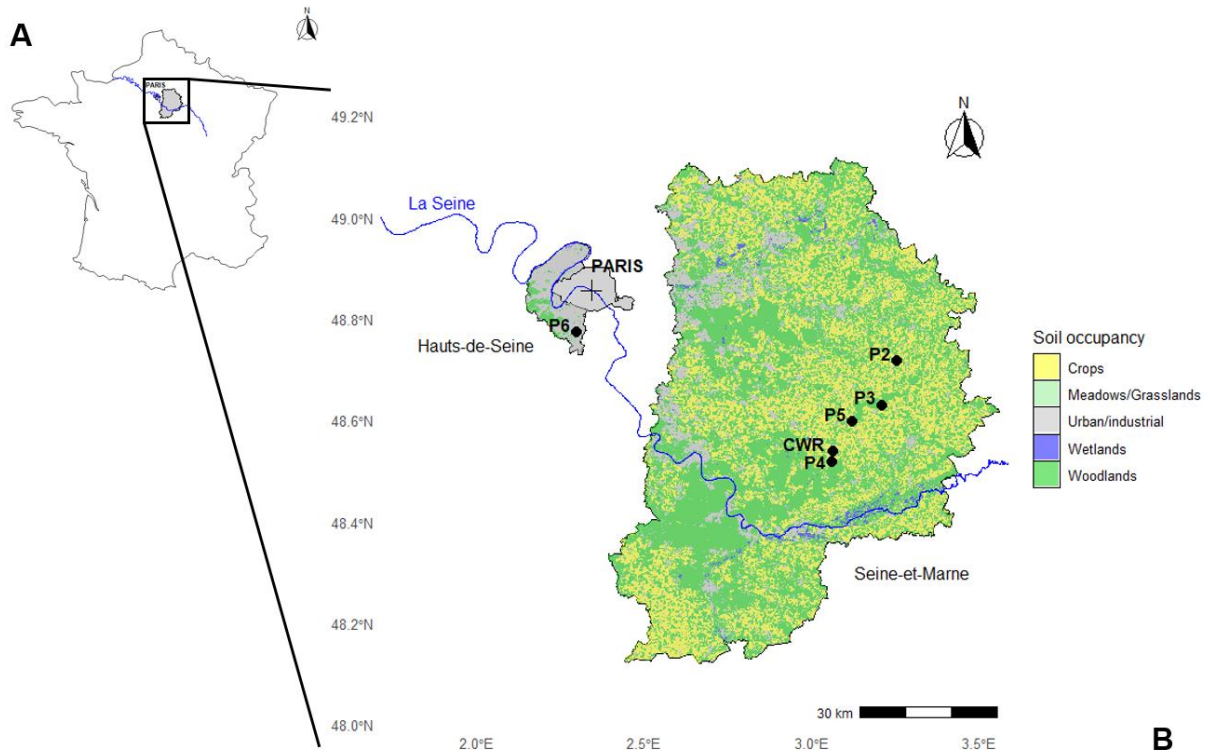 A
N
PARIS
49.2°N
49.0°N
48.8°N
48.6°N
48.4°N
48.2°N
48.0°N
2.0°E
2.5°E
3.0°E
3.5°E
N
La Seine
PARIS
P6
Hauts-de-Seine
P2
P3
P5
CWR
P4
Seine-et-Marne
Soil occupancy
Crops
Meadows/Grasslands
Urban/industrial
Wetlands
Woodlands
30 km
B